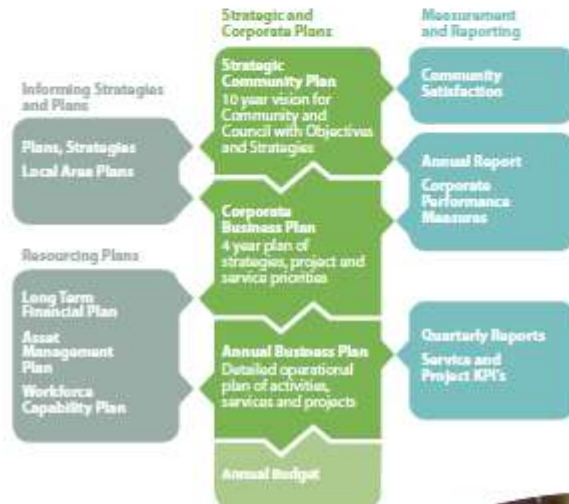 Informing Strategies
and Plans
Plans, Strategies
Local Area Plans
Resourcing Plans
Long Term
Financial Plan
Asset
Management
Plan
Workforce
Capability Plan
Strategic and
Corporate Plans
Strategic
Community Plan
10 year vision for
Community and
Council with Objectives
and Strategies
Corporate
Business Plan
4 year plan of
strategies, project and
service priorities
Annual Business Plan
Detailed operational
plan of activities,
services and projects
Annual Budget
Measurement
and Reporting
Community
Satisfaction
Annual Report
Corporate
Performance
Measures
Quarterly Reports
Service and
Project KPI's